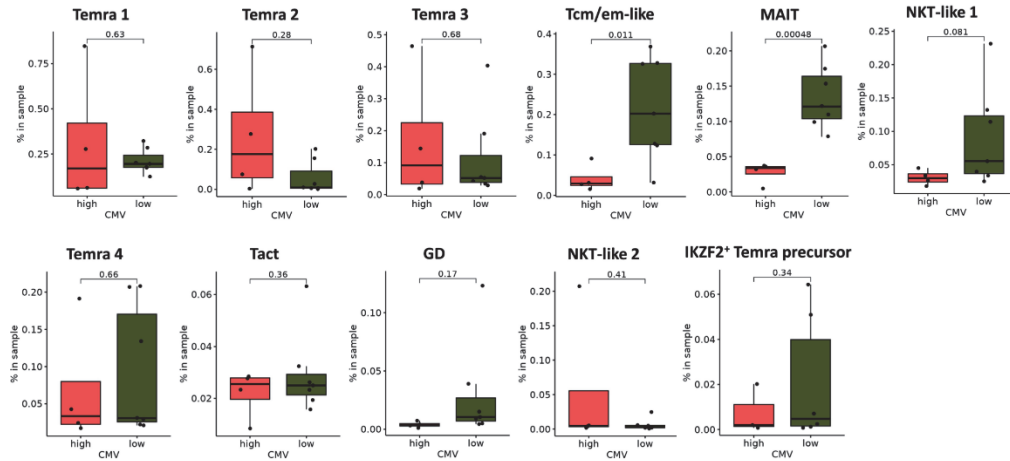 Temra 1
0.63
% in sample
0.75
0.50
0.25
high
low
CMV
Temra 2
0.28
% in sample
0.6
0.4
0.2
0.0
high
low
CMV
Temra 3
0.68
% in sample
0.5
0.4
0.3
0.2
0.1
0.0
high
low
CMV
Tcm/em-like
0.011
% in sample
0.4
0.3
0.2
0.1
0.0
high
low
CMV
MAIT
0.00048
% in sample
0.20
0.15
0.10
0.05
0.00
high
low
CMV
NKT-like 1
0.081
% in sample
0.25
0.20
0.15
0.10
0.05
high
low
CMV
Temra 4
0.66
% in sample
0.20
0.15
0.10
0.05
high
low
CMV
Tact
0.36
% in sample
0.06
0.04
0.02
high
low
CMV
GD
0.17
% in sample
0.12
0.09
0.06
0.03
0.00
high
low
CMV
NKT-like 2
0.41
% in sample
0.20
0.15
0.10
0.05
0.00
high
low
CMV
IKZF2⁺ Temra precursor
0.34
% in sample
0.06
0.04
0.02
0.00
high
low
CMV